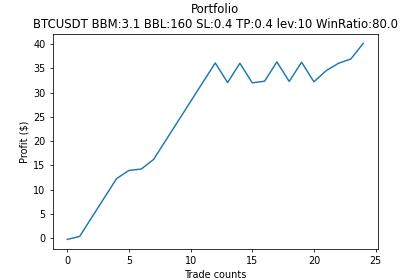 Portfolio
BTCUSDT BBM:3.1 BBL:160 SL:0.4 TP:0.4 lev:10 WinRatio:80.0
40
35
30
25
20
15
10
5
0
Profit ($)
0 5 10 15 20 25
Trade counts